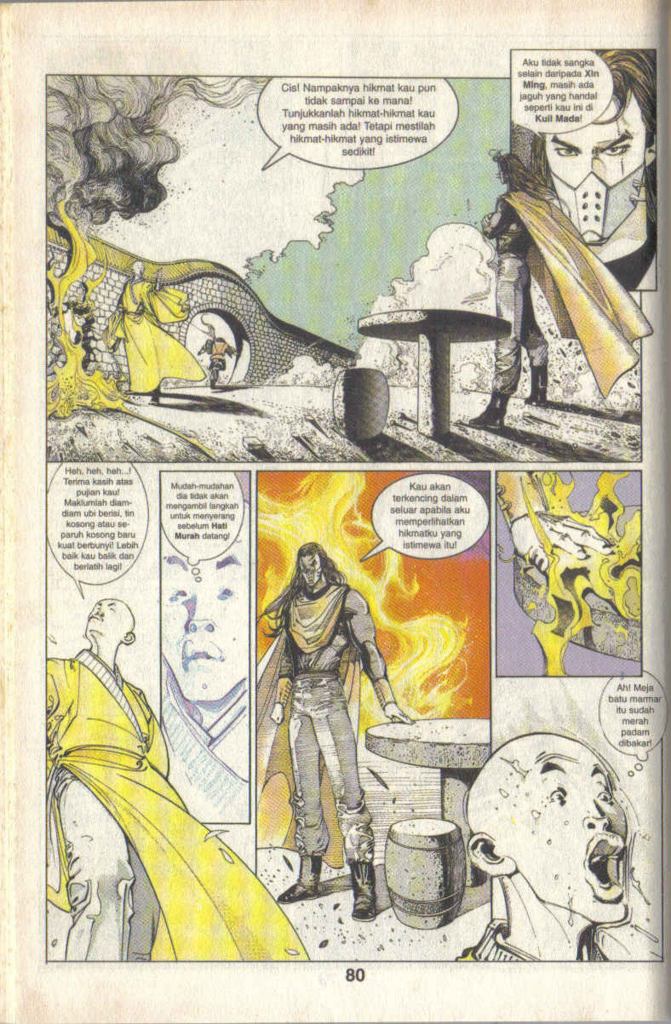 Aku tidak sangka
selain daripada Xin
Ming, masih ada
jaguh yang handal
seperti kau ini di
Kuil Mada!
Cis! Nampaknya hikmat kau pun
tidak sampai ke mana!
Tunjukkanlah hikmat-hikmat kau
yang masih ada! Tetapi mestilah
hikmat-hikmat yang istimewa
sedikit!
Heh, heh, heh...!
Terima kasih atas
pujian kau!
Maklumlah diam-
diam ubi berisi, tin
kosong atau se-
paruh kosong baru
kuat berbunyi! Lebih
baik kau balik dan
berlatih lagi!
Mudah-mudahan
dia tidak akan
mengambil langkah
untuk menyerang
sebelum Hati
Murah datang!
Kau akan
terkencing dalam
seluar apabila aku
memperlihatkan
hikmatku yang
istimewa itu!
Ah! Meja
batu marmar
itu sudah
merah
padam
dibakar!
80